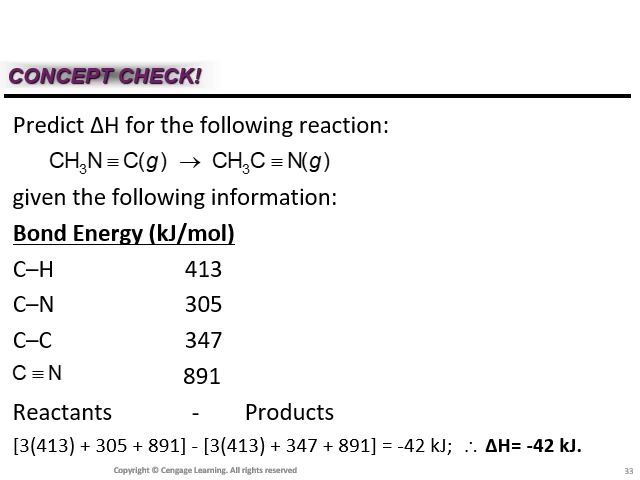 CONCEPT CHECK!
Predict ΔH for the following reaction:
CH₃N≡C(g) → CH₃C≡N(g)
given the following information:
Bond Energy (kJ/mol)
C–H 413
C–N 305
C–C 347
C≡N 891
Reactants - Products
[3(413) + 305 + 891] - [3(413) + 347 + 891] = -42 kJ; ∴ ΔH= -42 kJ.
Copyright © Cengage Learning. All rights reserved 33